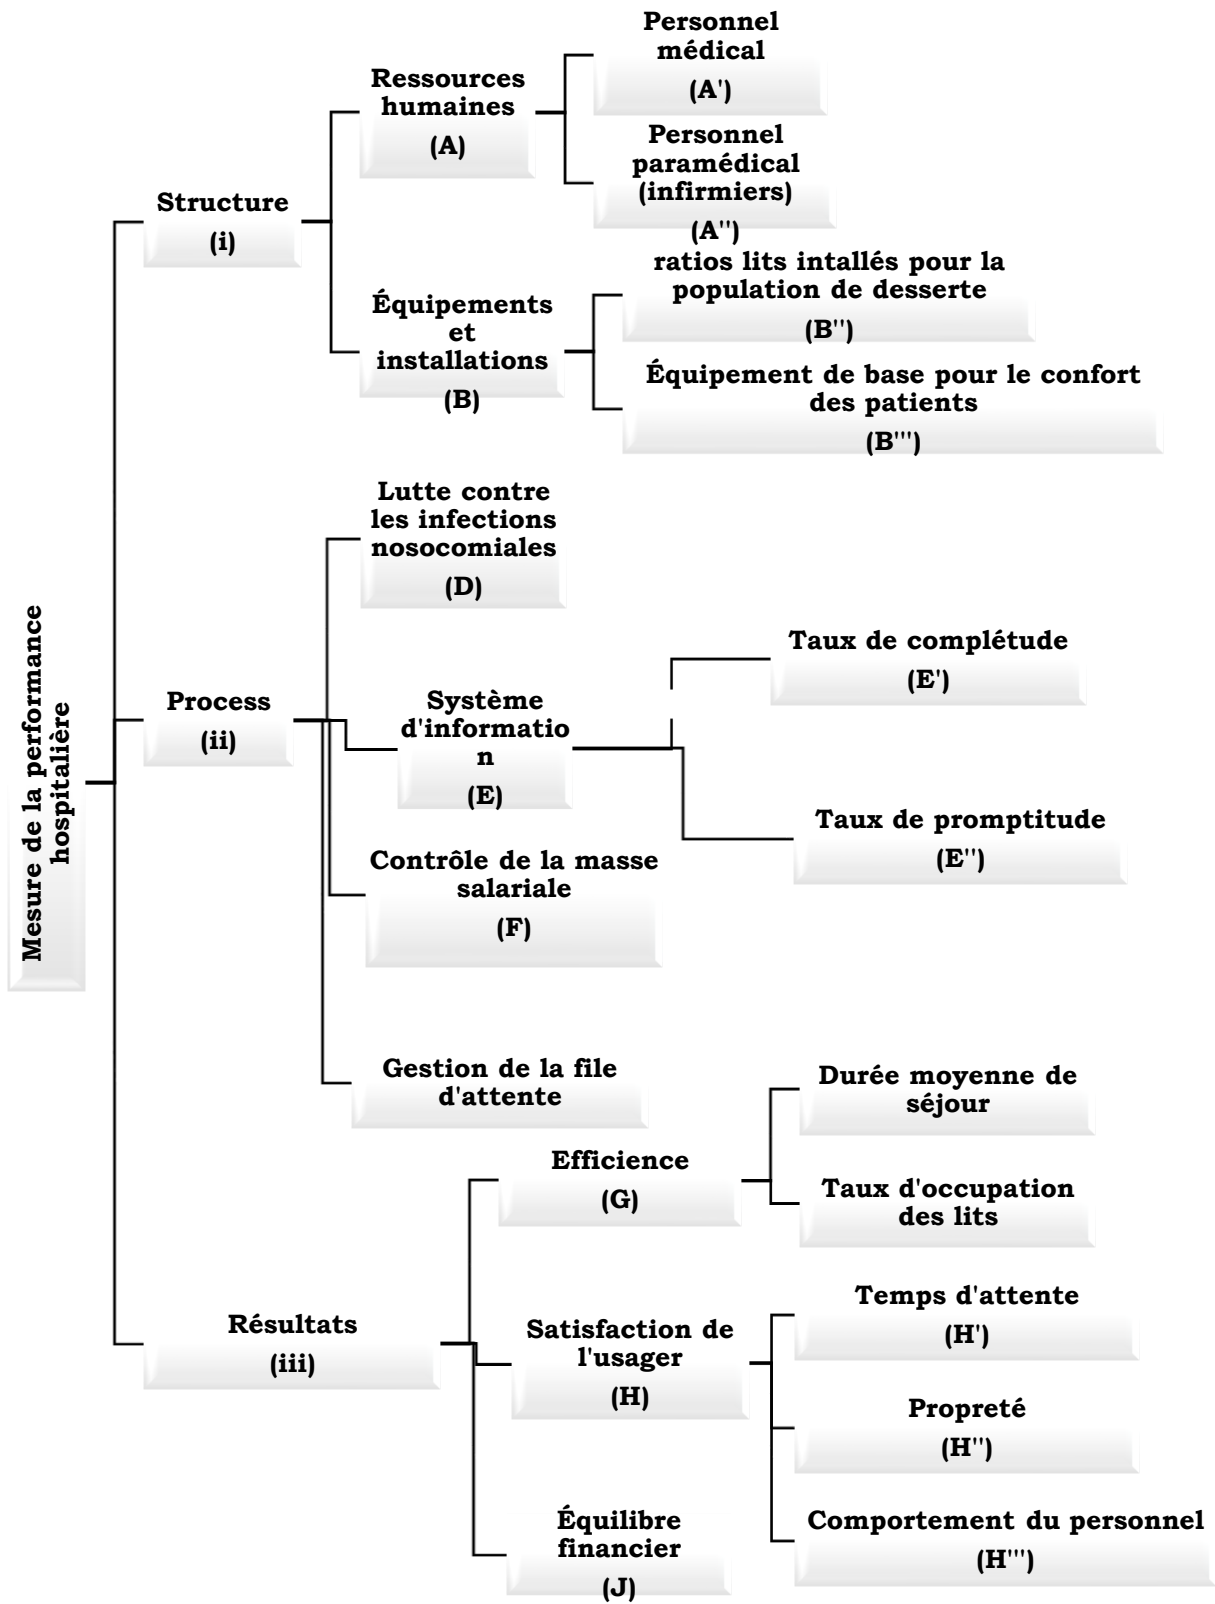 Mesure de la performance
hospitalière
Structure
(i)
Ressources
humaines
(A)
Personnel
médical
(A')
Personnel
paramédical
(infirmiers)
(A'')
Équipements
et
installations
(B)
ratios lits intallés pour la
population de desserte
(B'')
Équipement de base pour le confort
des patients
(B''')
Process
(ii)
Lutte contre
les infections
nosocomiales
(D)
Système
d'informatio
n
(E)
Taux de complétude
(E')
Taux de promptitude
(E'')
Contrôle de la masse
salariale
(F)
Gestion de la file
d'attente
Résultats
(iii)
Efficience
(G)
Durée moyenne de
séjour
Taux d'occupation
des lits
Satisfaction de
l'usager
(H)
Temps d'attente
(H')
Propreté
(H'')
Comportement du personnel
(H''')
Équilibre
financier
(J)